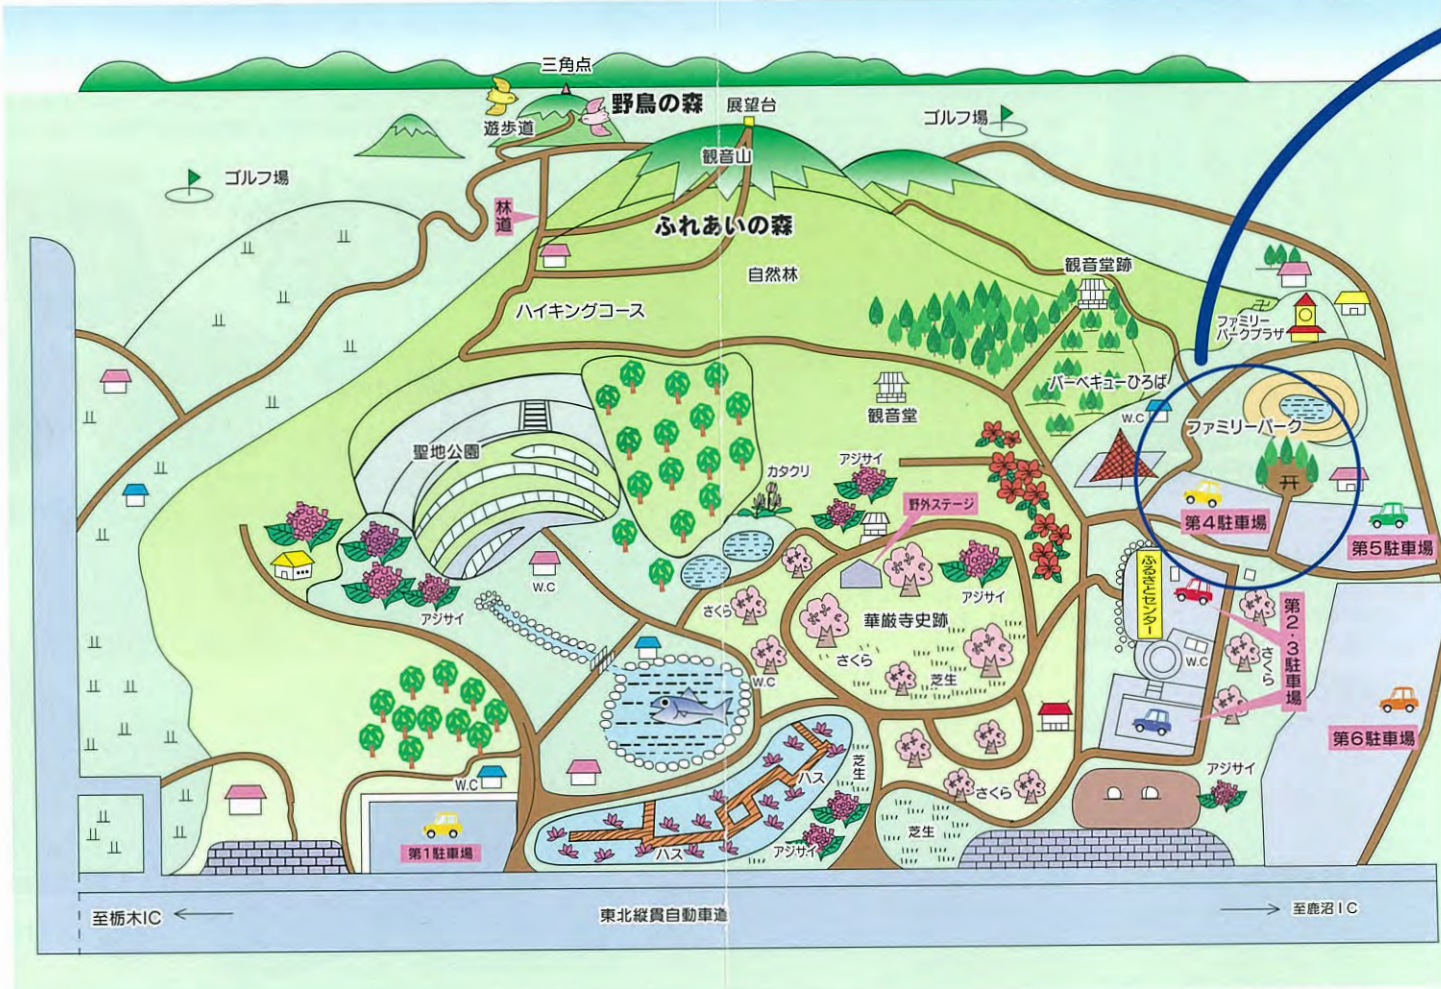 三角点
野鳥の森
展望台
遊歩道
ゴルフ場
観音山
ゴルフ場
林道
ふれあいの森
自然林
観音堂跡
ハイキングコース
ファミリー
パークプラザ
バーベキューひろば
観音堂
W.C
ファミリーパーク
聖地公園
カタクリ
アジサイ
野外ステージ
第4駐車場
第5駐車場
ふるさとセンター
W.C
アジサイ
さくら
華厳寺史跡
アジサイ
第2・3駐車場
さくら
さくら
芝生
W.C
W.C
第6駐車場
ハス
芝生
アジサイ
さくら
W.C
芝生
第1駐車場
ハス
アジサイ
至栃木IC
東北縦貫自動車道
至鹿沼IC